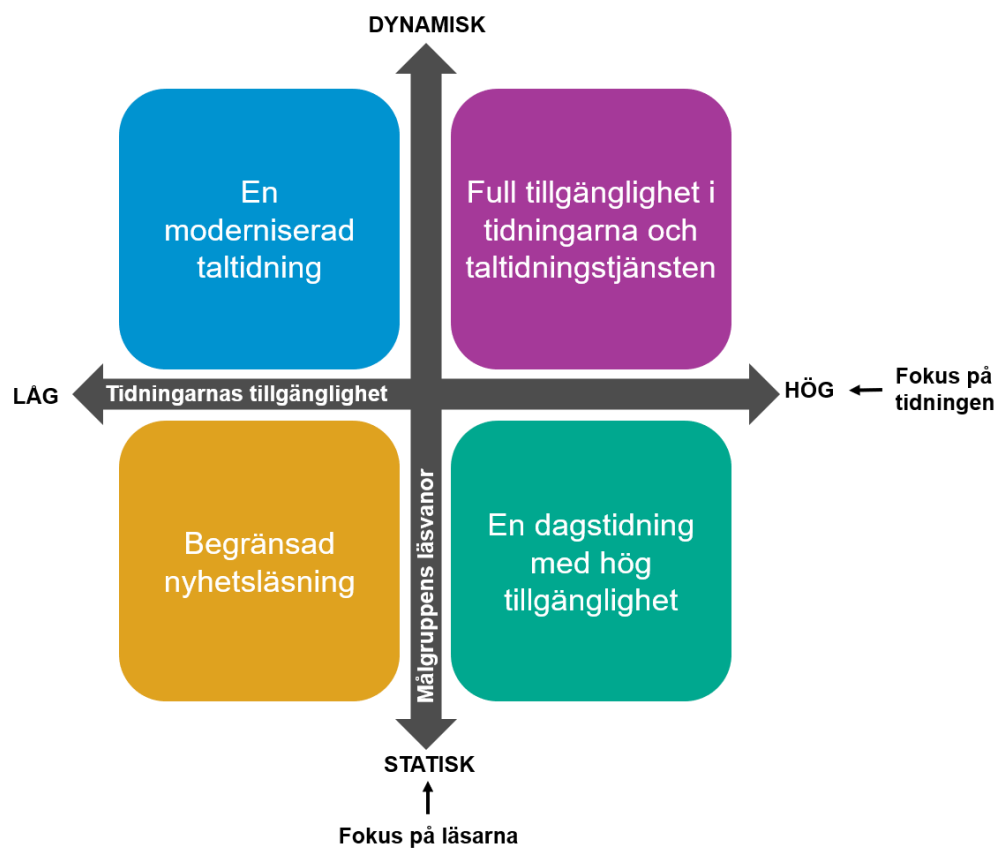 DYNAMISK
En
moderniserad
taltidning
Full tillgänglighet i
tidningarna och
taltidningstjänsten
LÅG
Tidningarnas tillgänglighet
HÖG
Fokus på
tidningen
Begränsad
nyhetsläsning
Målgruppens läsvanor
En dagstidning
med hög
tillgänglighet
STATISK
Fokus på läsarna